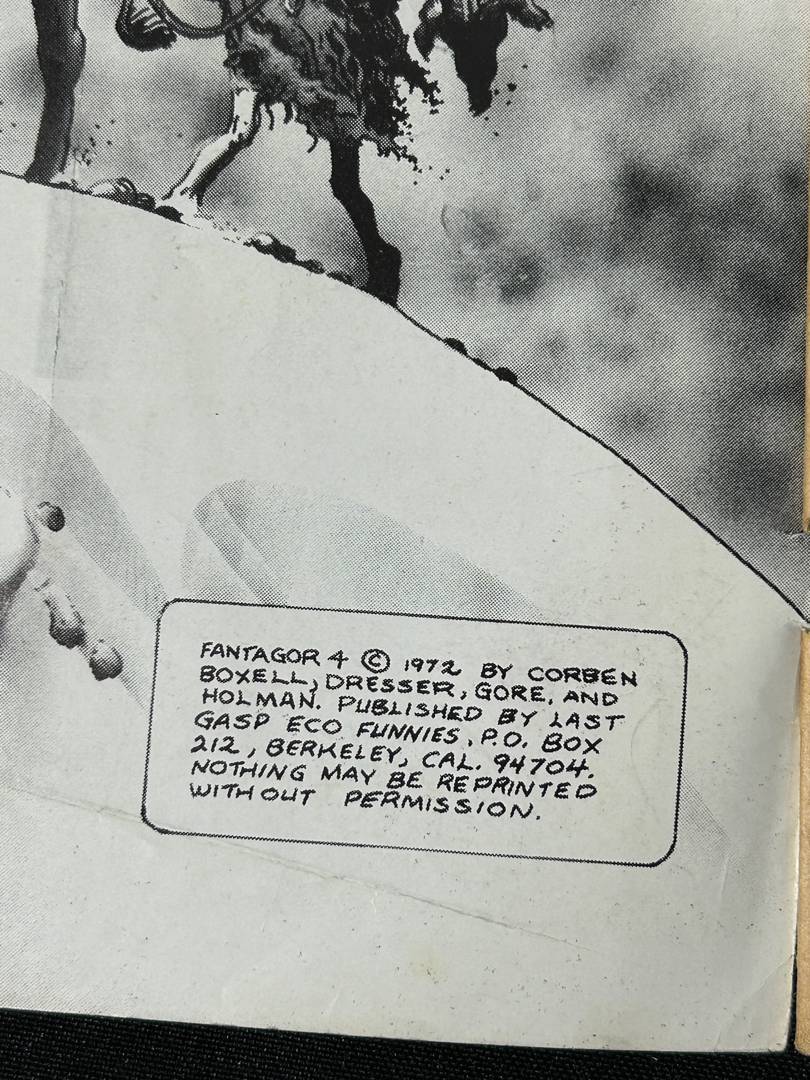 FANTAGOR 4 © 1972 BY CORBEN
BOXELL, DRESSER, GORE, AND
HOLMAN. PUBLISHED BY LAST
GASP ECO FUNNIES, P.O. BOX
212, BERKELEY, CAL. 94704.
NOTHING MAY BE REPRINTED
WITHOUT PERMISSION.